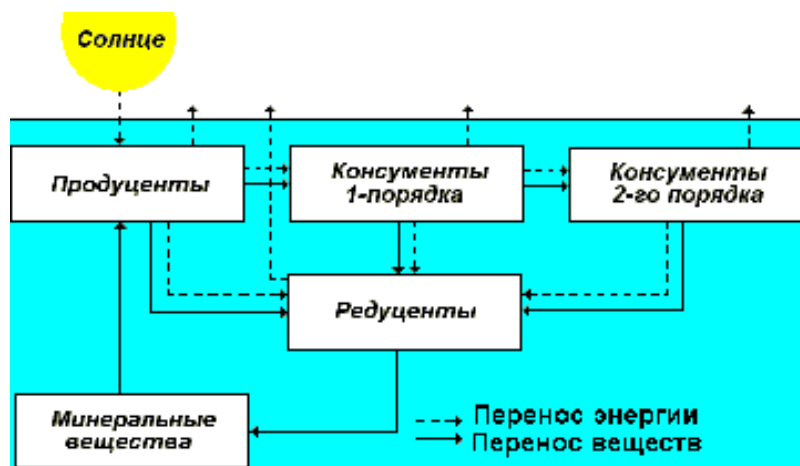 Солнце
Продуценты
Консументы
1-порядка
Консументы
2-го порядка
Редуценты
Минеральные
вещества
Перенос энергии
Перенос веществ